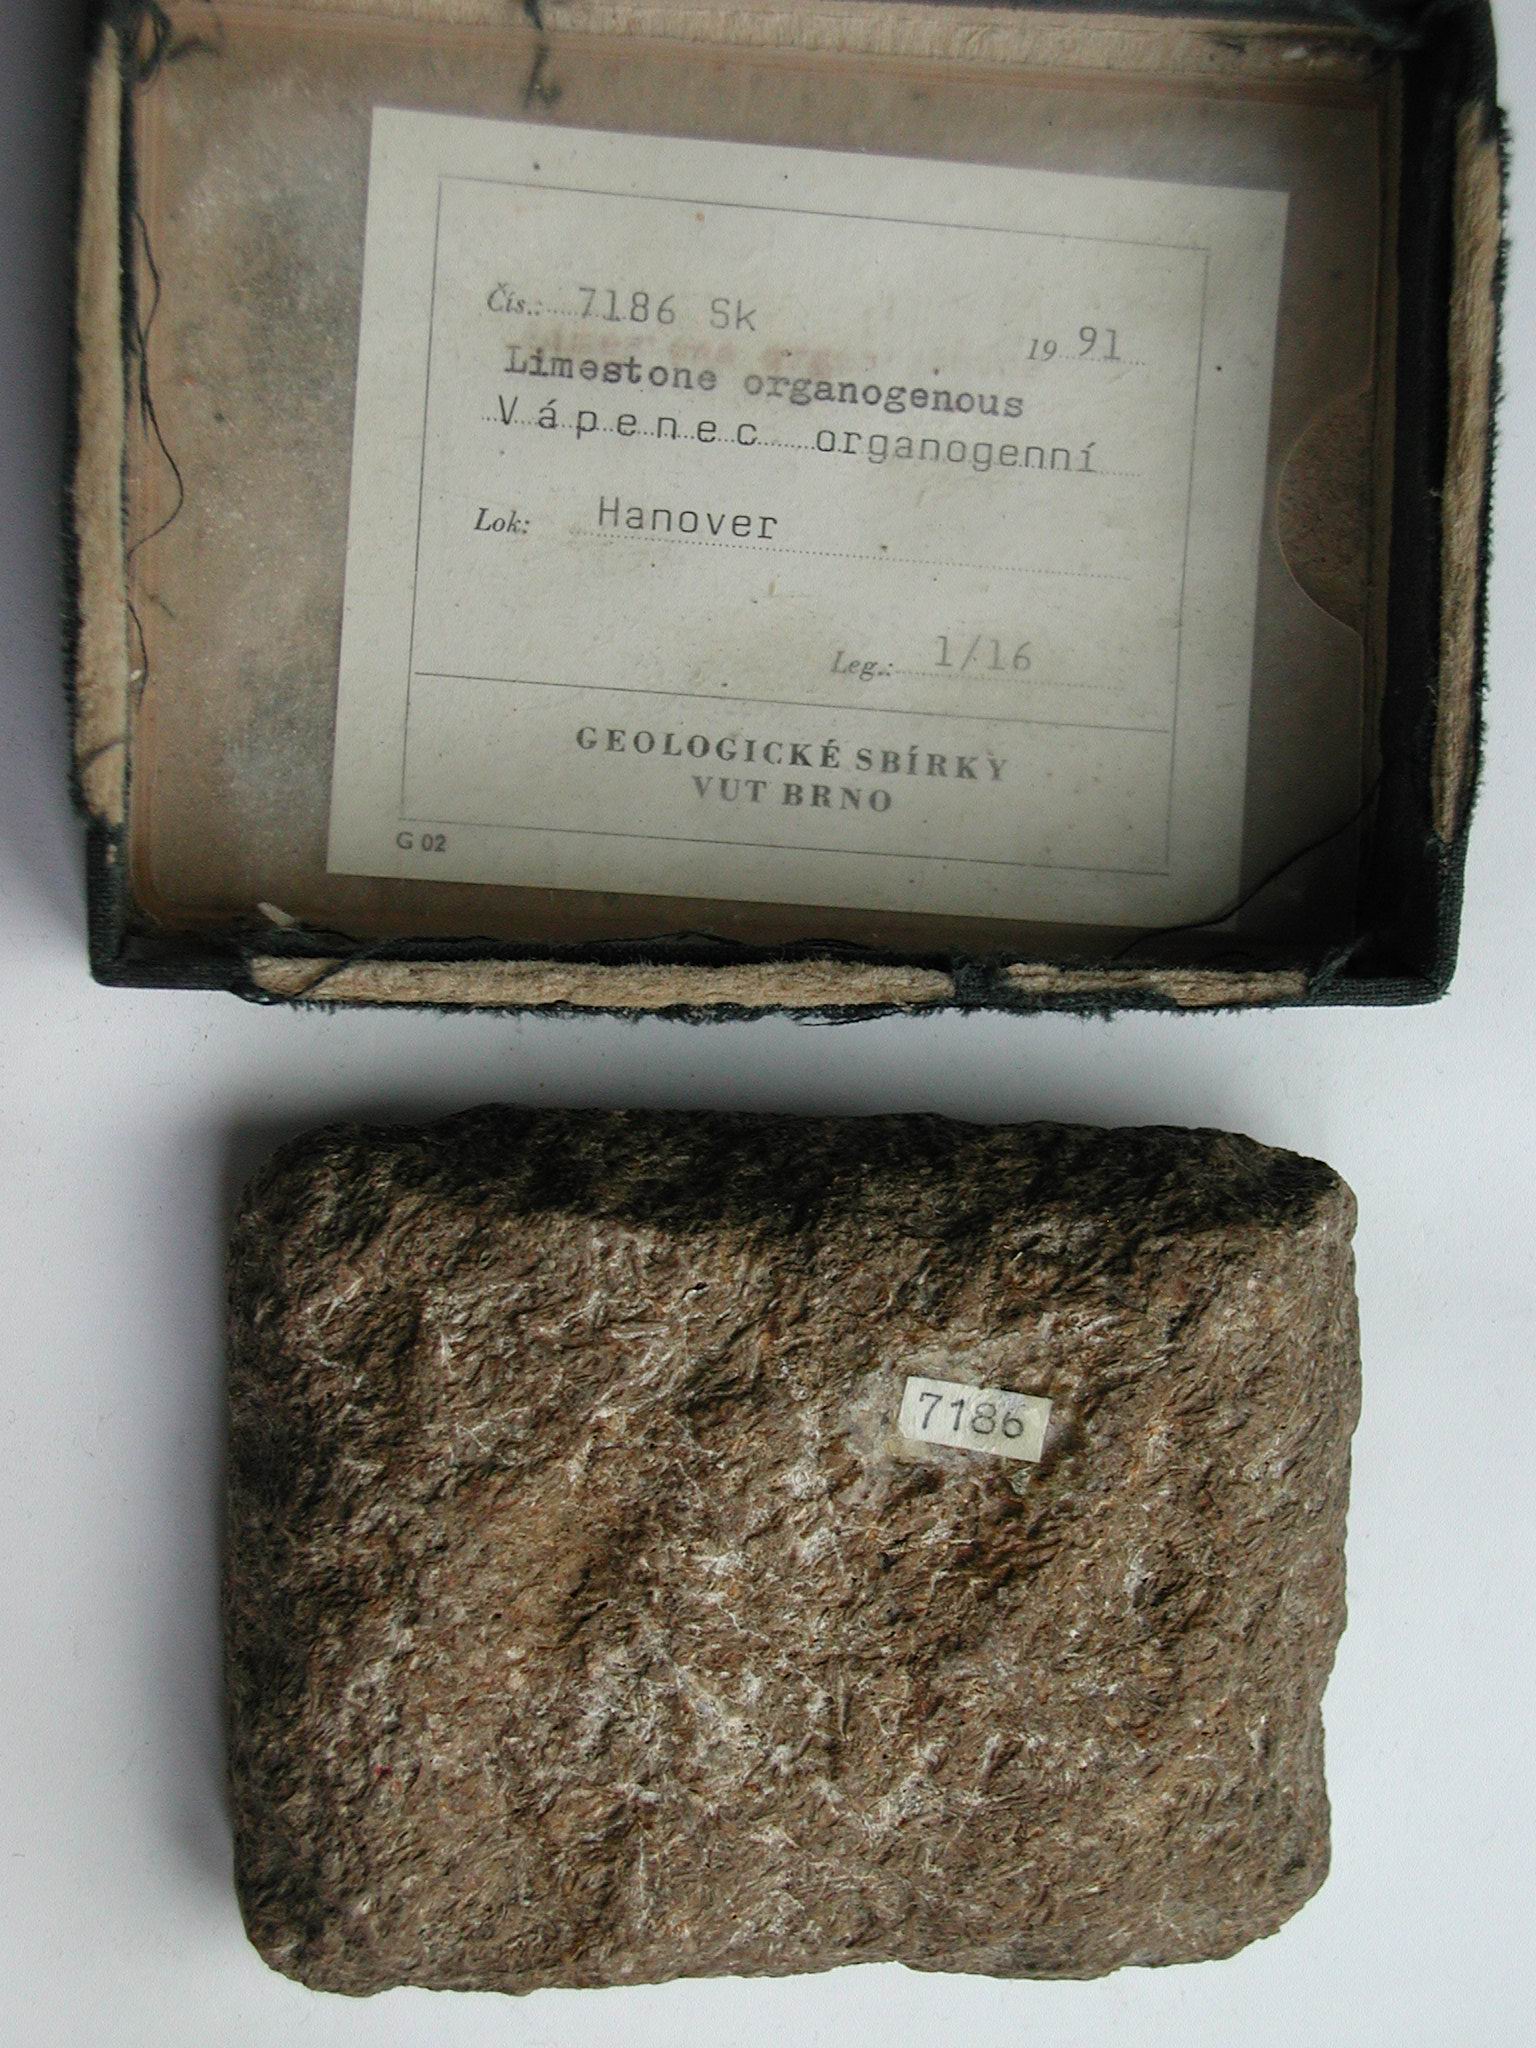 Čís.: 7186 Sk
19 91
Limestone organogenous
Vápenec organogenní
Lok: Hanover
Leg.: 1/16
GEOLOGICKÉ SBÍRKY
VUT BRNO
G 02
7186